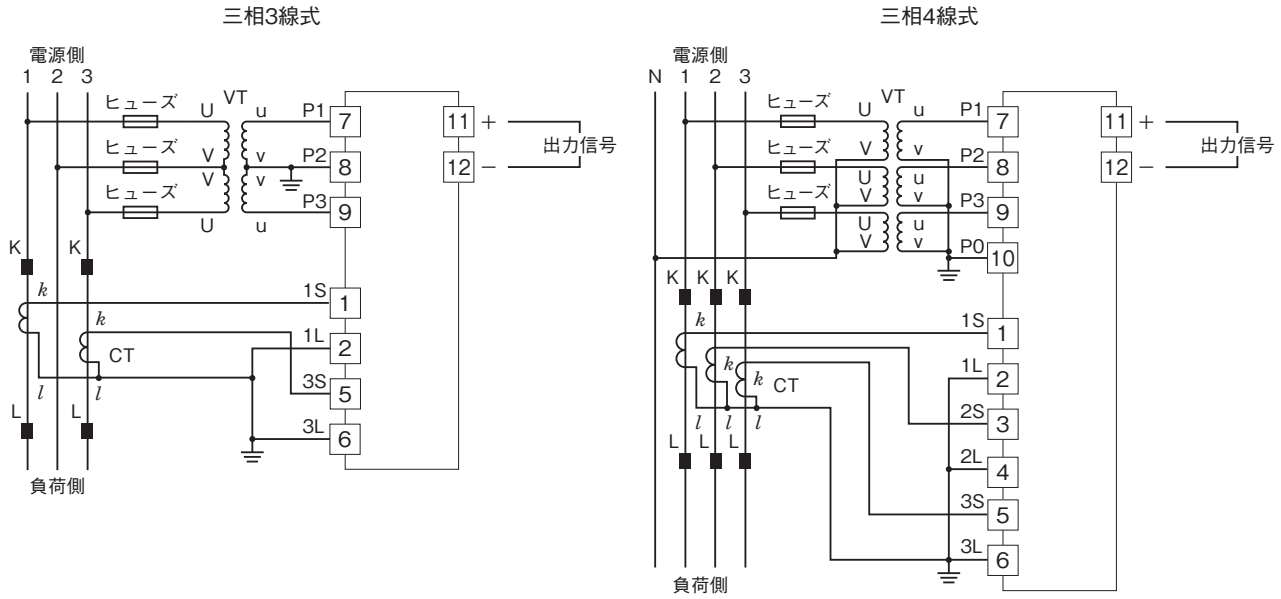 三相3線式
電源側
1 2 3
ヒューズ
U VT u P1 7
ヒューズ
V v P2 8
V v
ヒューズ
U u P3 9
11 +
出力信号
12 −
K K
k 1S 1
k 1L 2
CT
l l 3S 5
L L 3L 6
負荷側
三相4線式
電源側
N 1 2 3
ヒューズ
U VT u P1 7
V v
ヒューズ
U u P2 8
V v
ヒューズ
U u P3 9
V v P0 10
11 +
出力信号
12 −
K K K
k 1S 1
k k CT 1L 2
l l l 2S 3
L L L 2L 4
3S 5
3L 6
負荷側